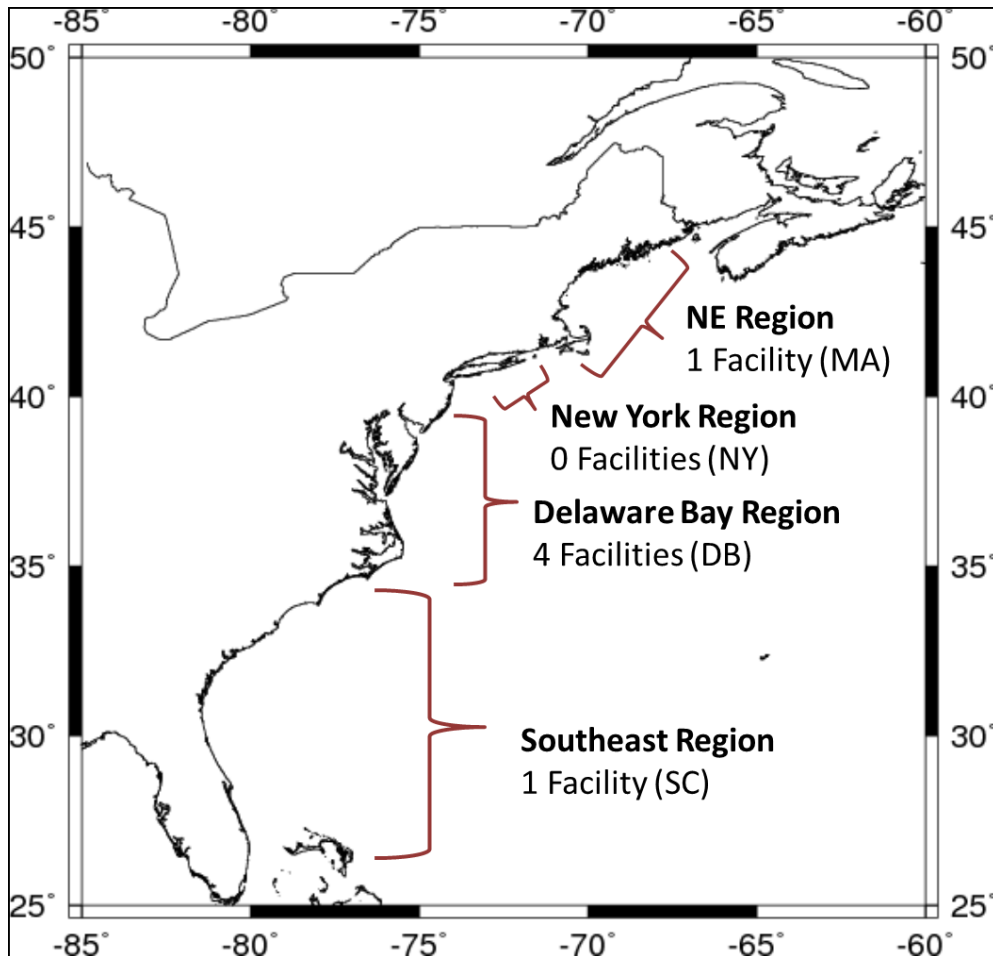 -85° -80° -75° -70° -65° -60°
50° 50°
45° 45°
NE Region
1 Facility (MA)
40° 40°
New York Region
0 Facilities (NY)
Delaware Bay Region
4 Facilities (DB)
35° 35°
30° 30°
Southeast Region
1 Facility (SC)
25° 25°
-85° -80° -75° -70° -65° -60°